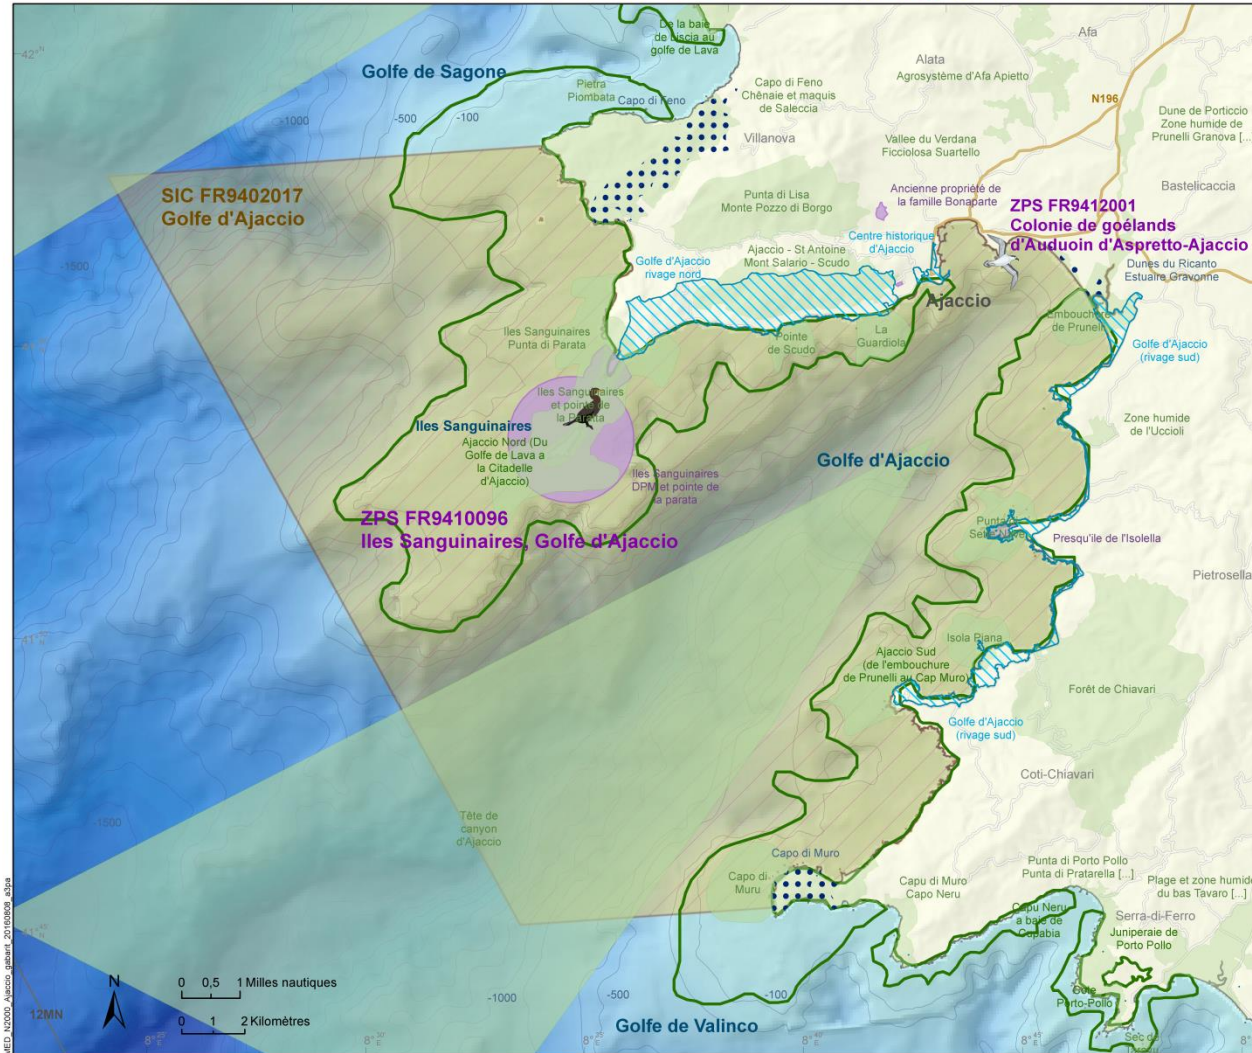 De la baie
de Liscia au
golfe de Lava
Afa
Alata
Agrosystème d'Afa Apietto
Golfe de Sagone
Pietra
Piombata
Capo di Feno
Capo di Feno
Chênaie et maquis
de Saleccia
N196
Dune de Porticcio
Zone humide de
Prunelli Granova [...
-1000
-500
-100
Villanova
Vallee du Verdana
Ficciolosa Suartello
SIC FR9402017
Golfe d'Ajaccio
Punta di Lisa
Monte Pozzo di Borgo
Ancienne propriété de
la famille Bonaparte
Bastelicaccia
ZPS FR9412001
Colonie de goélands
d'Auduoin d'Aspretto-Ajaccio
Centre historique
d'Ajaccio
Ajaccio - St Antoine
Mont Salario - Scudo
Golfe d'Ajaccio
rivage nord
Dunes du Ricanto
Estuaire Gravonne
-1500
Ajaccio
Embouchure
de Prunelli
Iles Sanguinaires
Punta di Parata
Pointe
de Scudo
La
Guardiola
Golfe d'Ajaccio
(rivage sud)
Iles Sanguinaires
et pointe de
la Parata
Iles Sanguinaires
Ajaccio Nord (Du
Golfe de Lava a
la Citadelle
d'Ajaccio)
Zone humide
de l'Uccioli
Golfe d'Ajaccio
Iles Sanguinaires
DPM et pointe de
la parata
ZPS FR9410096
Iles Sanguinaires, Golfe d'Ajaccio
Presqu'ile de l'Isolella
Pietrosella
Isola Piana
Ajaccio Sud
(de l'embouchure
de Prunelli au Cap Muro)
Forêt de Chiavari
Golfe d'Ajaccio
(rivage sud)
Coti-Chiavari
-1500
Tête de
canyon
d'Ajaccio
Capo di Muro
Capo di
Muru
Capu di Muro
Capo Neru
Punta di Porto Pollo
Punta di Pratarella [...]
Plage et zone humide
du bas Tavaro [...]
Capu Neru
a baie de
Cupabia
Serra-di-Ferro
Juniperaie de
Porto Pollo
N
0 0,5 1 Milles nautiques
0 1 2 Kilomètres
-1000
-500
-100
Porto-Pollo
Golfe de Valinco
12MN
Sec de